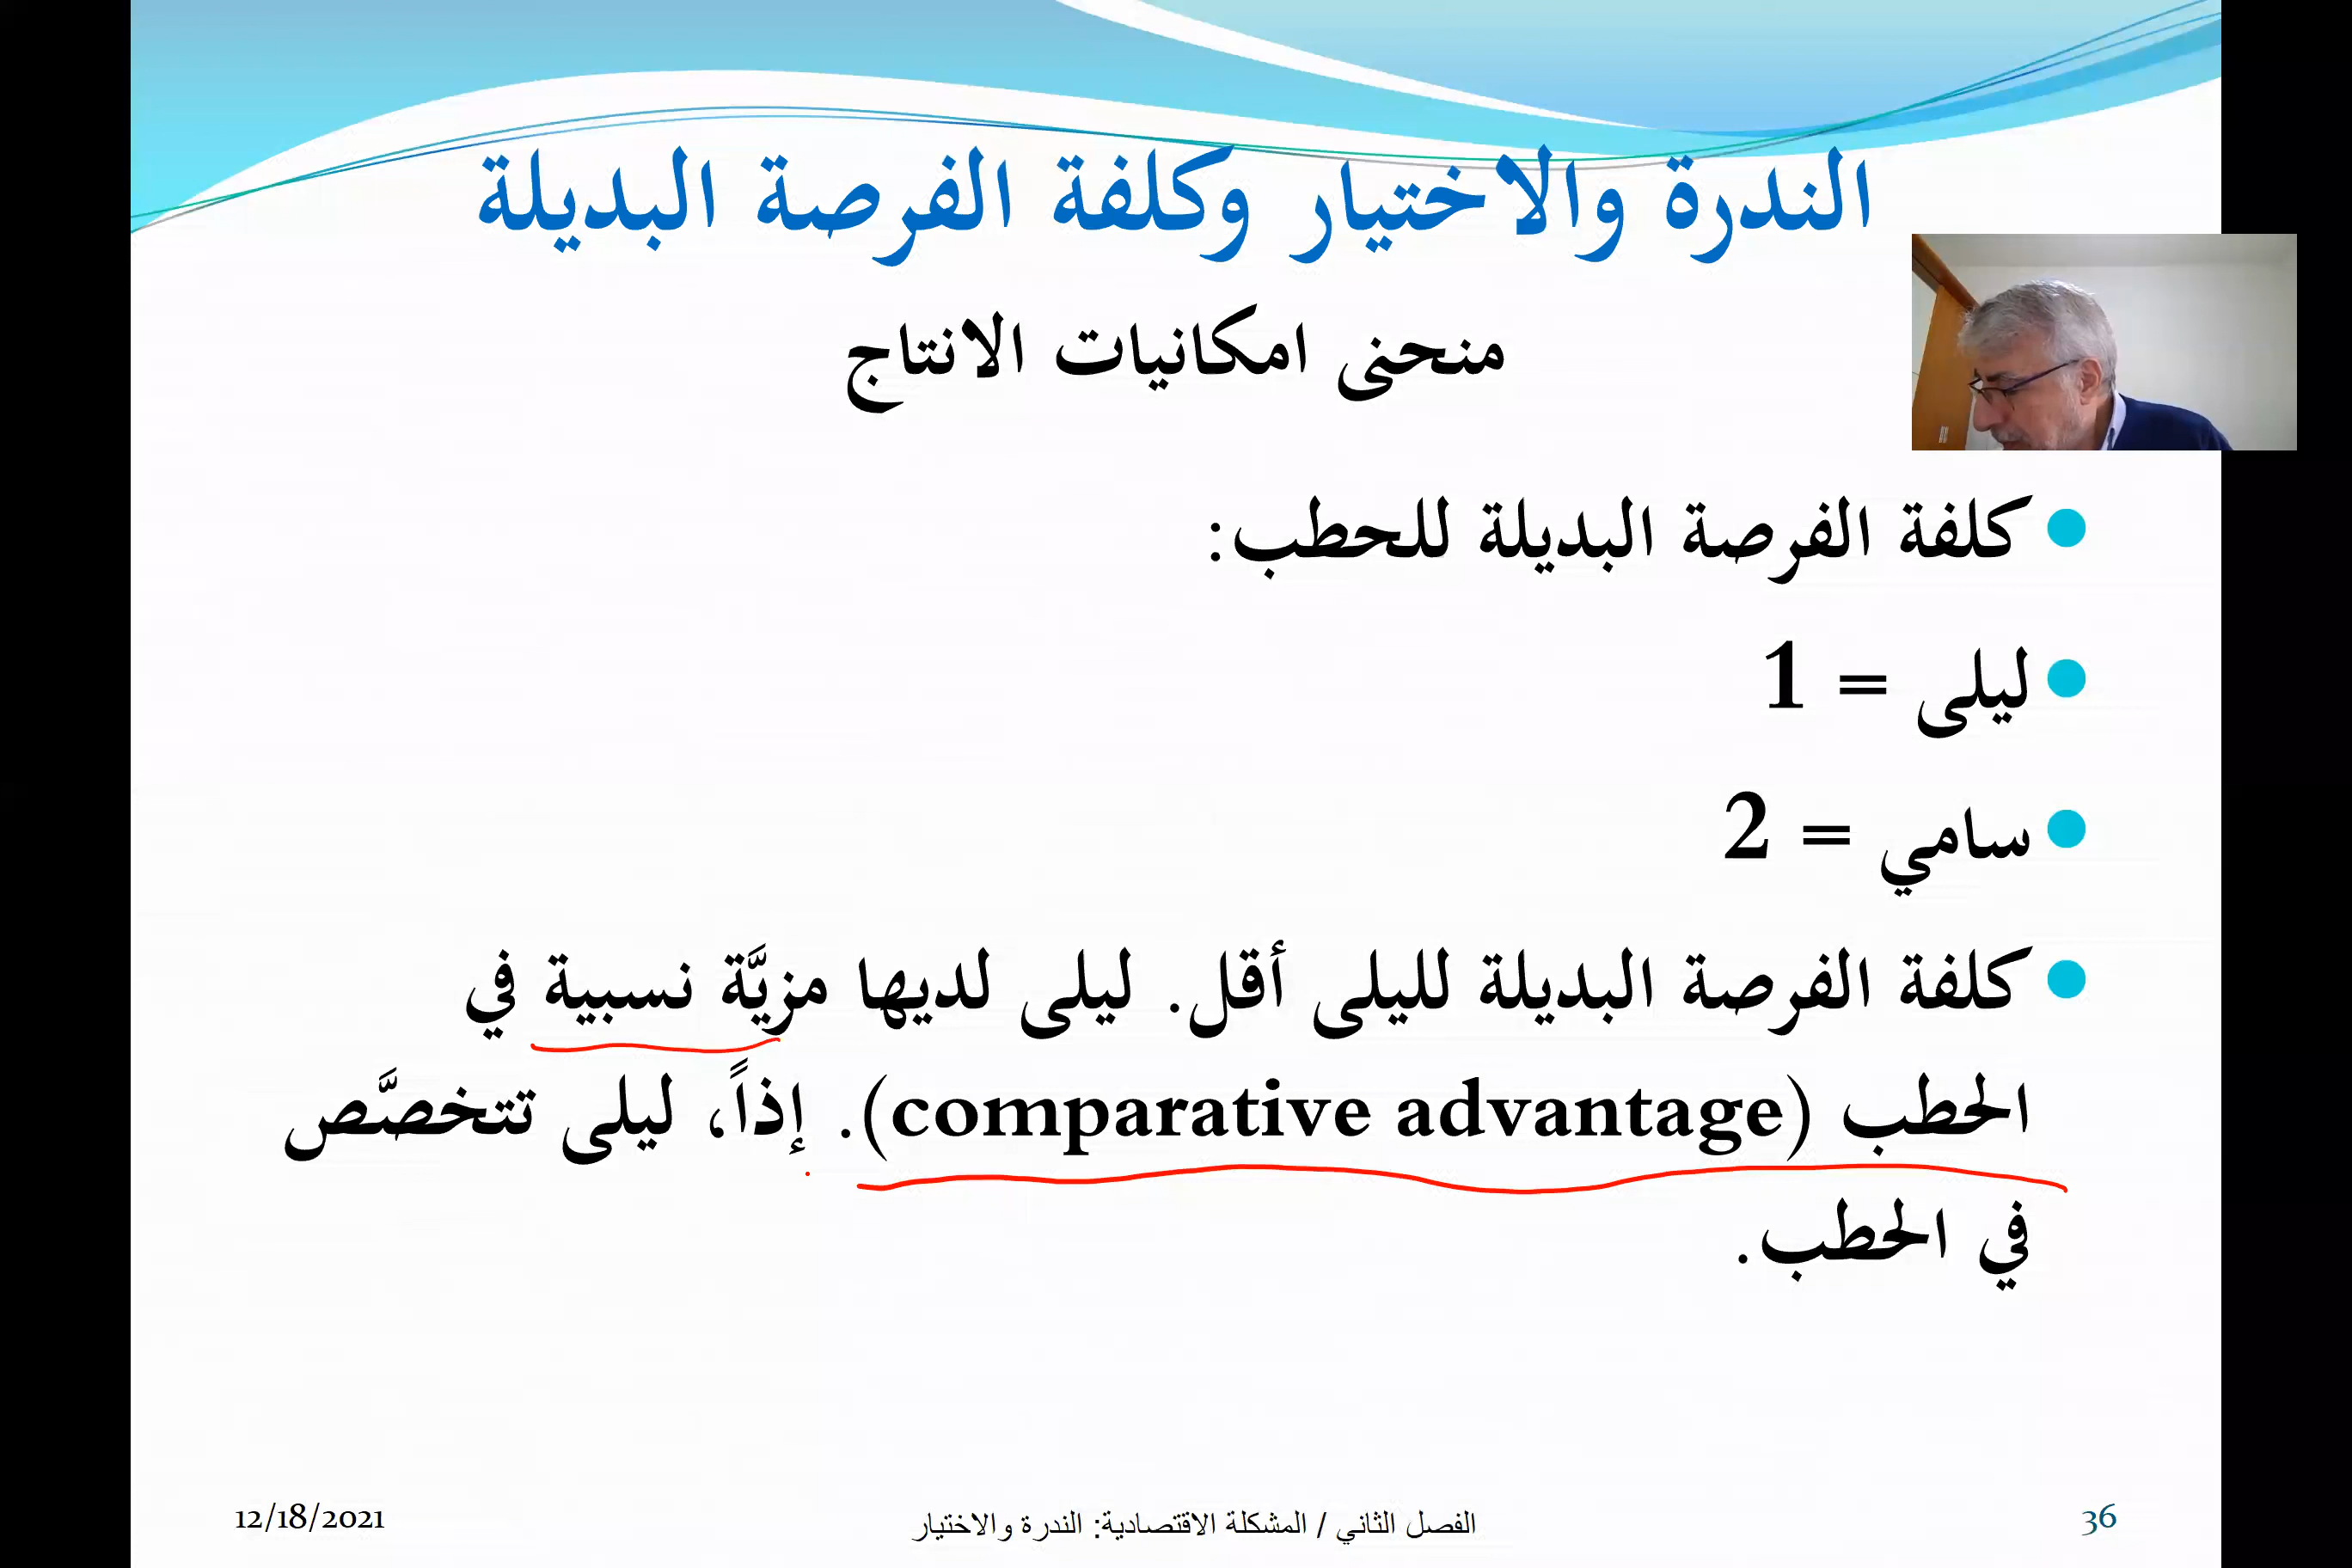 الندرة والاختيار وكلفة الفرصة البديلة
منحنى امكانيات الانتاج
كلفة الفرصة البديلة للحطب:
ليلى = 1
سامي = 2
كلفة الفرصة البديلة لليلى أقل. ليلى لديها مزيَّة نسبية في
الحطب (comparative advantage). إذاً، ليلى تتخصَّص
في الحطب.
12/18/2021
الفصل الثاني / المشكلة الاقتصادية: الندرة والاختيار
36